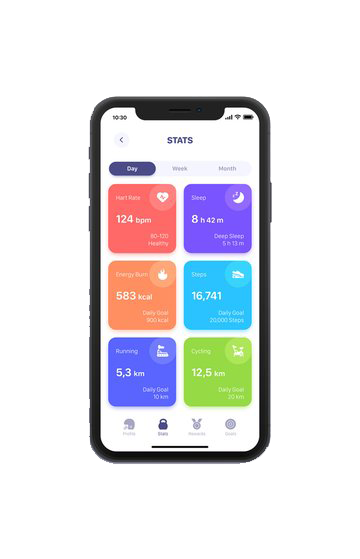 10:30
STATS
Day Week Month
Hart Rate
124 bpm
80-120
Healthy
Sleep
8 h 42 m
Deep Sleep
5 h 13 m
Energy Burn
583 kcal
Daily Goal
900 kcal
Steps
16,741
Daily Goal
20.000 Steps
Running
5,3 km
Daily Goal
10 km
Cycling
12,5 km
Daily Goal
20 km
Profile Stats Rewards Goals